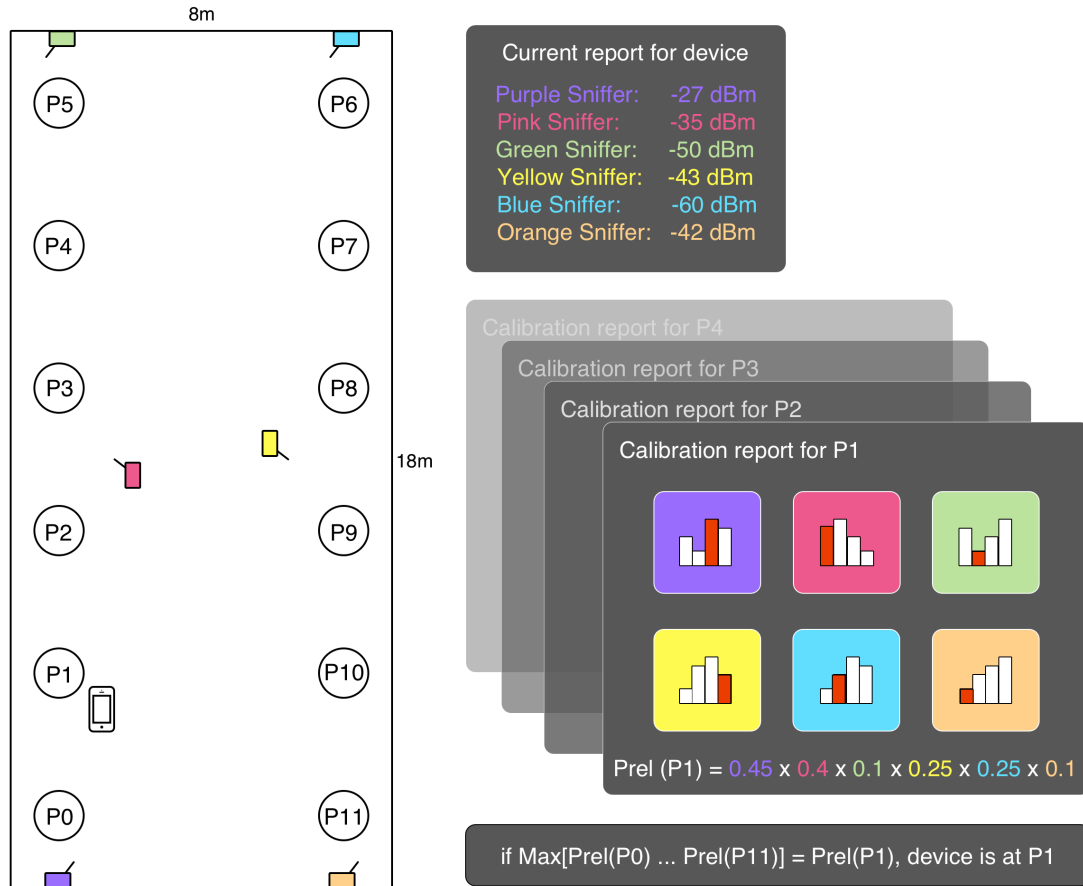 8m
P5
P6
P4
P7
P3
P8
18m
P2
P9
P1
P10
P0
P11
Current report for device
Purple Sniffer: -27 dBm
Pink Sniffer: -35 dBm
Green Sniffer: -50 dBm
Yellow Sniffer: -43 dBm
Blue Sniffer: -60 dBm
Orange Sniffer: -42 dBm
Calibration report for P4
Calibration report for P3
Calibration report for P2
Calibration report for P1
Prel (P1) = 0.45 x 0.4 x 0.1 x 0.25 x 0.25 x 0.1
if Max[Prel(P0) ... Prel(P11)] = Prel(P1), device is at P1